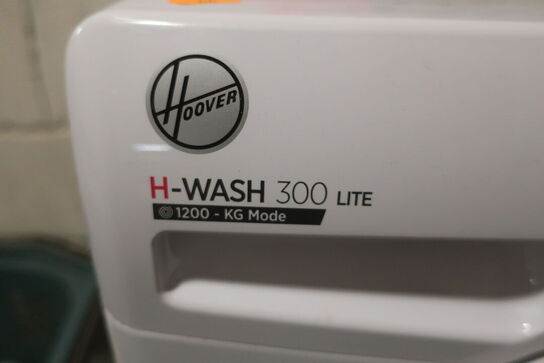 HOOVER
H-WASH 300 LITE
1200 - KG Mode